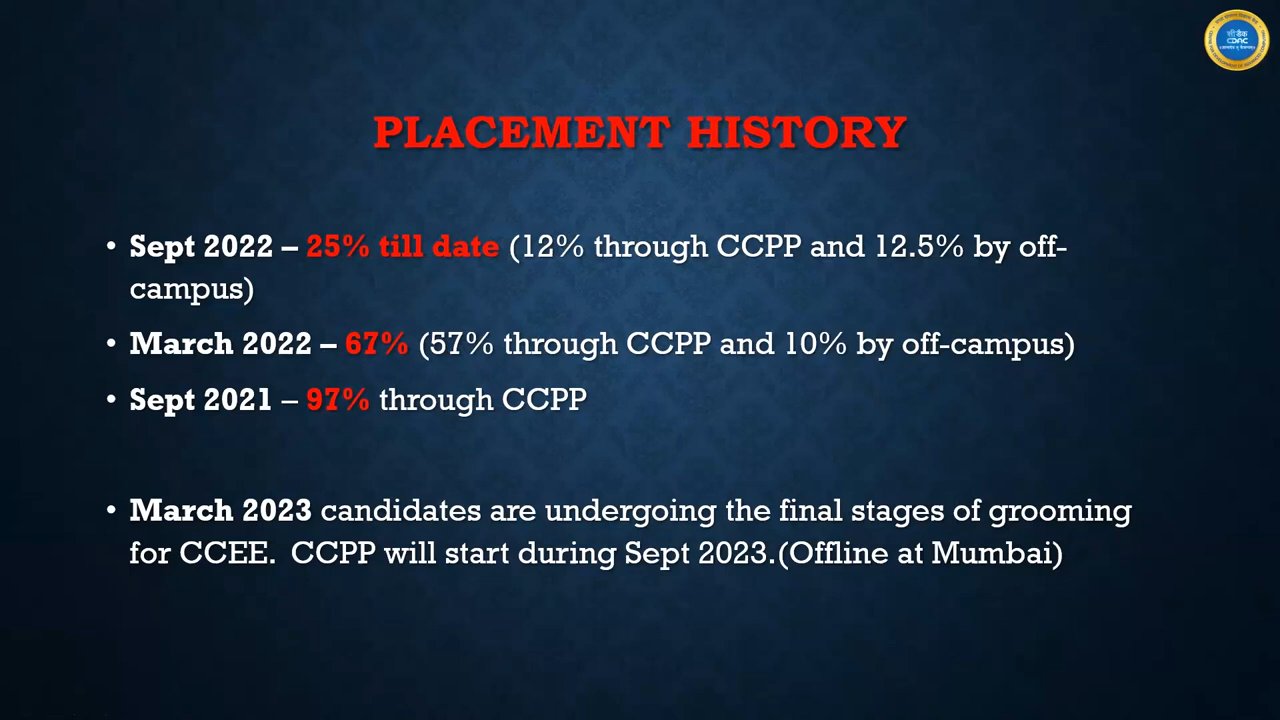 सी डैक
CDAC
PLACEMENT HISTORY
• Sept 2022 – 25% till date (12% through CCPP and 12.5% by off-
campus)
• March 2022 – 67% (57% through CCPP and 10% by off-campus)
• Sept 2021 – 97% through CCPP
• March 2023 candidates are undergoing the final stages of grooming
for CCEE.  CCPP will start during Sept 2023.(Offline at Mumbai)